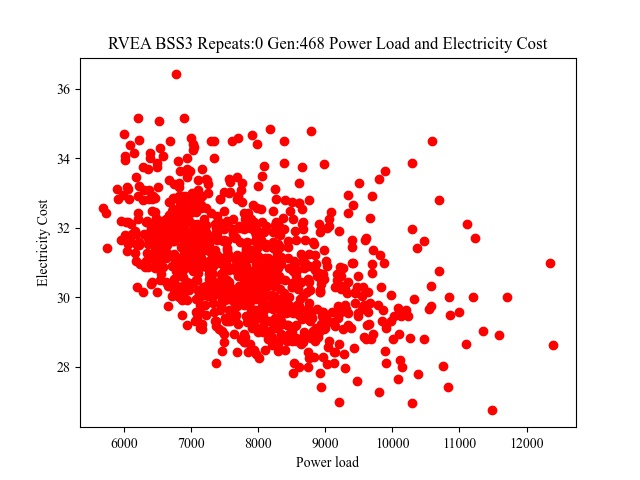 RVEA BSS3 Repeats:0 Gen:468 Power Load and Electricity Cost
36
34
32
30
28
Electricity Cost
6000 7000 8000 9000 10000 11000 12000
Power load